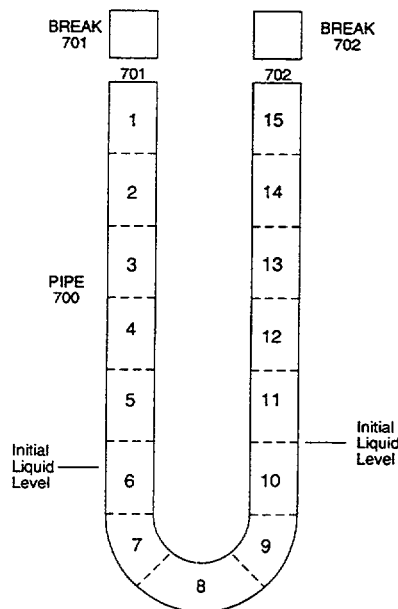 BREAK
701
BREAK
702
701
702
1
15
2
14
3
13
PIPE
700
4
12
5
11
Initial
Liquid
Level
Initial
Liquid
Level
6
10
7
9
8